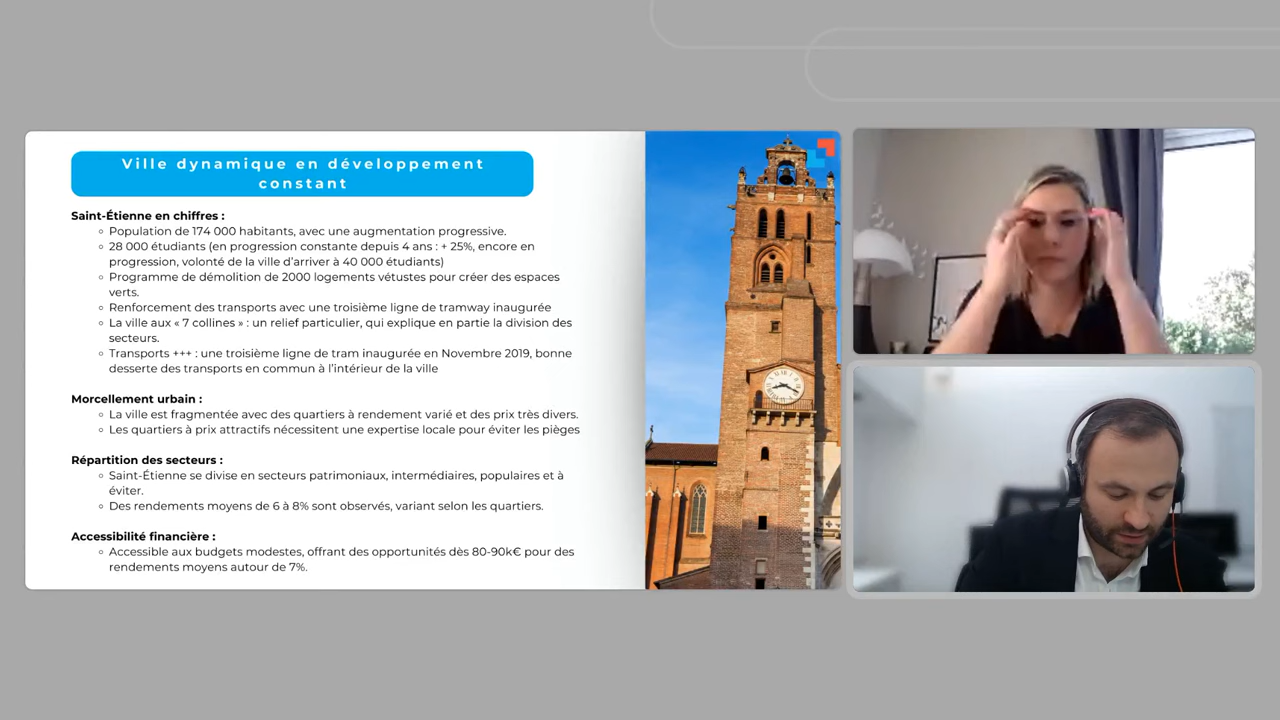 Ville dynamique en développement
constant
Saint-Étienne en chiffres :
◦ Population de 174 000 habitants, avec une augmentation progressive.
◦ 28 000 étudiants (en progression constante depuis 4 ans : + 25%, encore en
progression, volonté de la ville d’arriver à 40 000 étudiants)
◦ Programme de démolition de 2000 logements vétustes pour créer des espaces
verts.
◦ Renforcement des transports avec une troisième ligne de tramway inaugurée
◦ La ville aux « 7 collines » : un relief particulier, qui explique en partie la division des
secteurs.
◦ Transports +++ : une troisième ligne de tram inaugurée en Novembre 2019, bonne
desserte des transports en commun à l’intérieur de la ville
Morcellement urbain :
◦ La ville est fragmentée avec des quartiers à rendement varié et des prix très divers.
◦ Les quartiers à prix attractifs nécessitent une expertise locale pour éviter les pièges
Répartition des secteurs :
◦ Saint-Étienne se divise en secteurs patrimoniaux, intermédiaires, populaires et à
éviter.
◦ Des rendements moyens de 6 à 8% sont observés, variant selon les quartiers.
Accessibilité financière :
◦ Accessible aux budgets modestes, offrant des opportunités dès 80-90k€ pour des
rendements moyens autour de 7%.